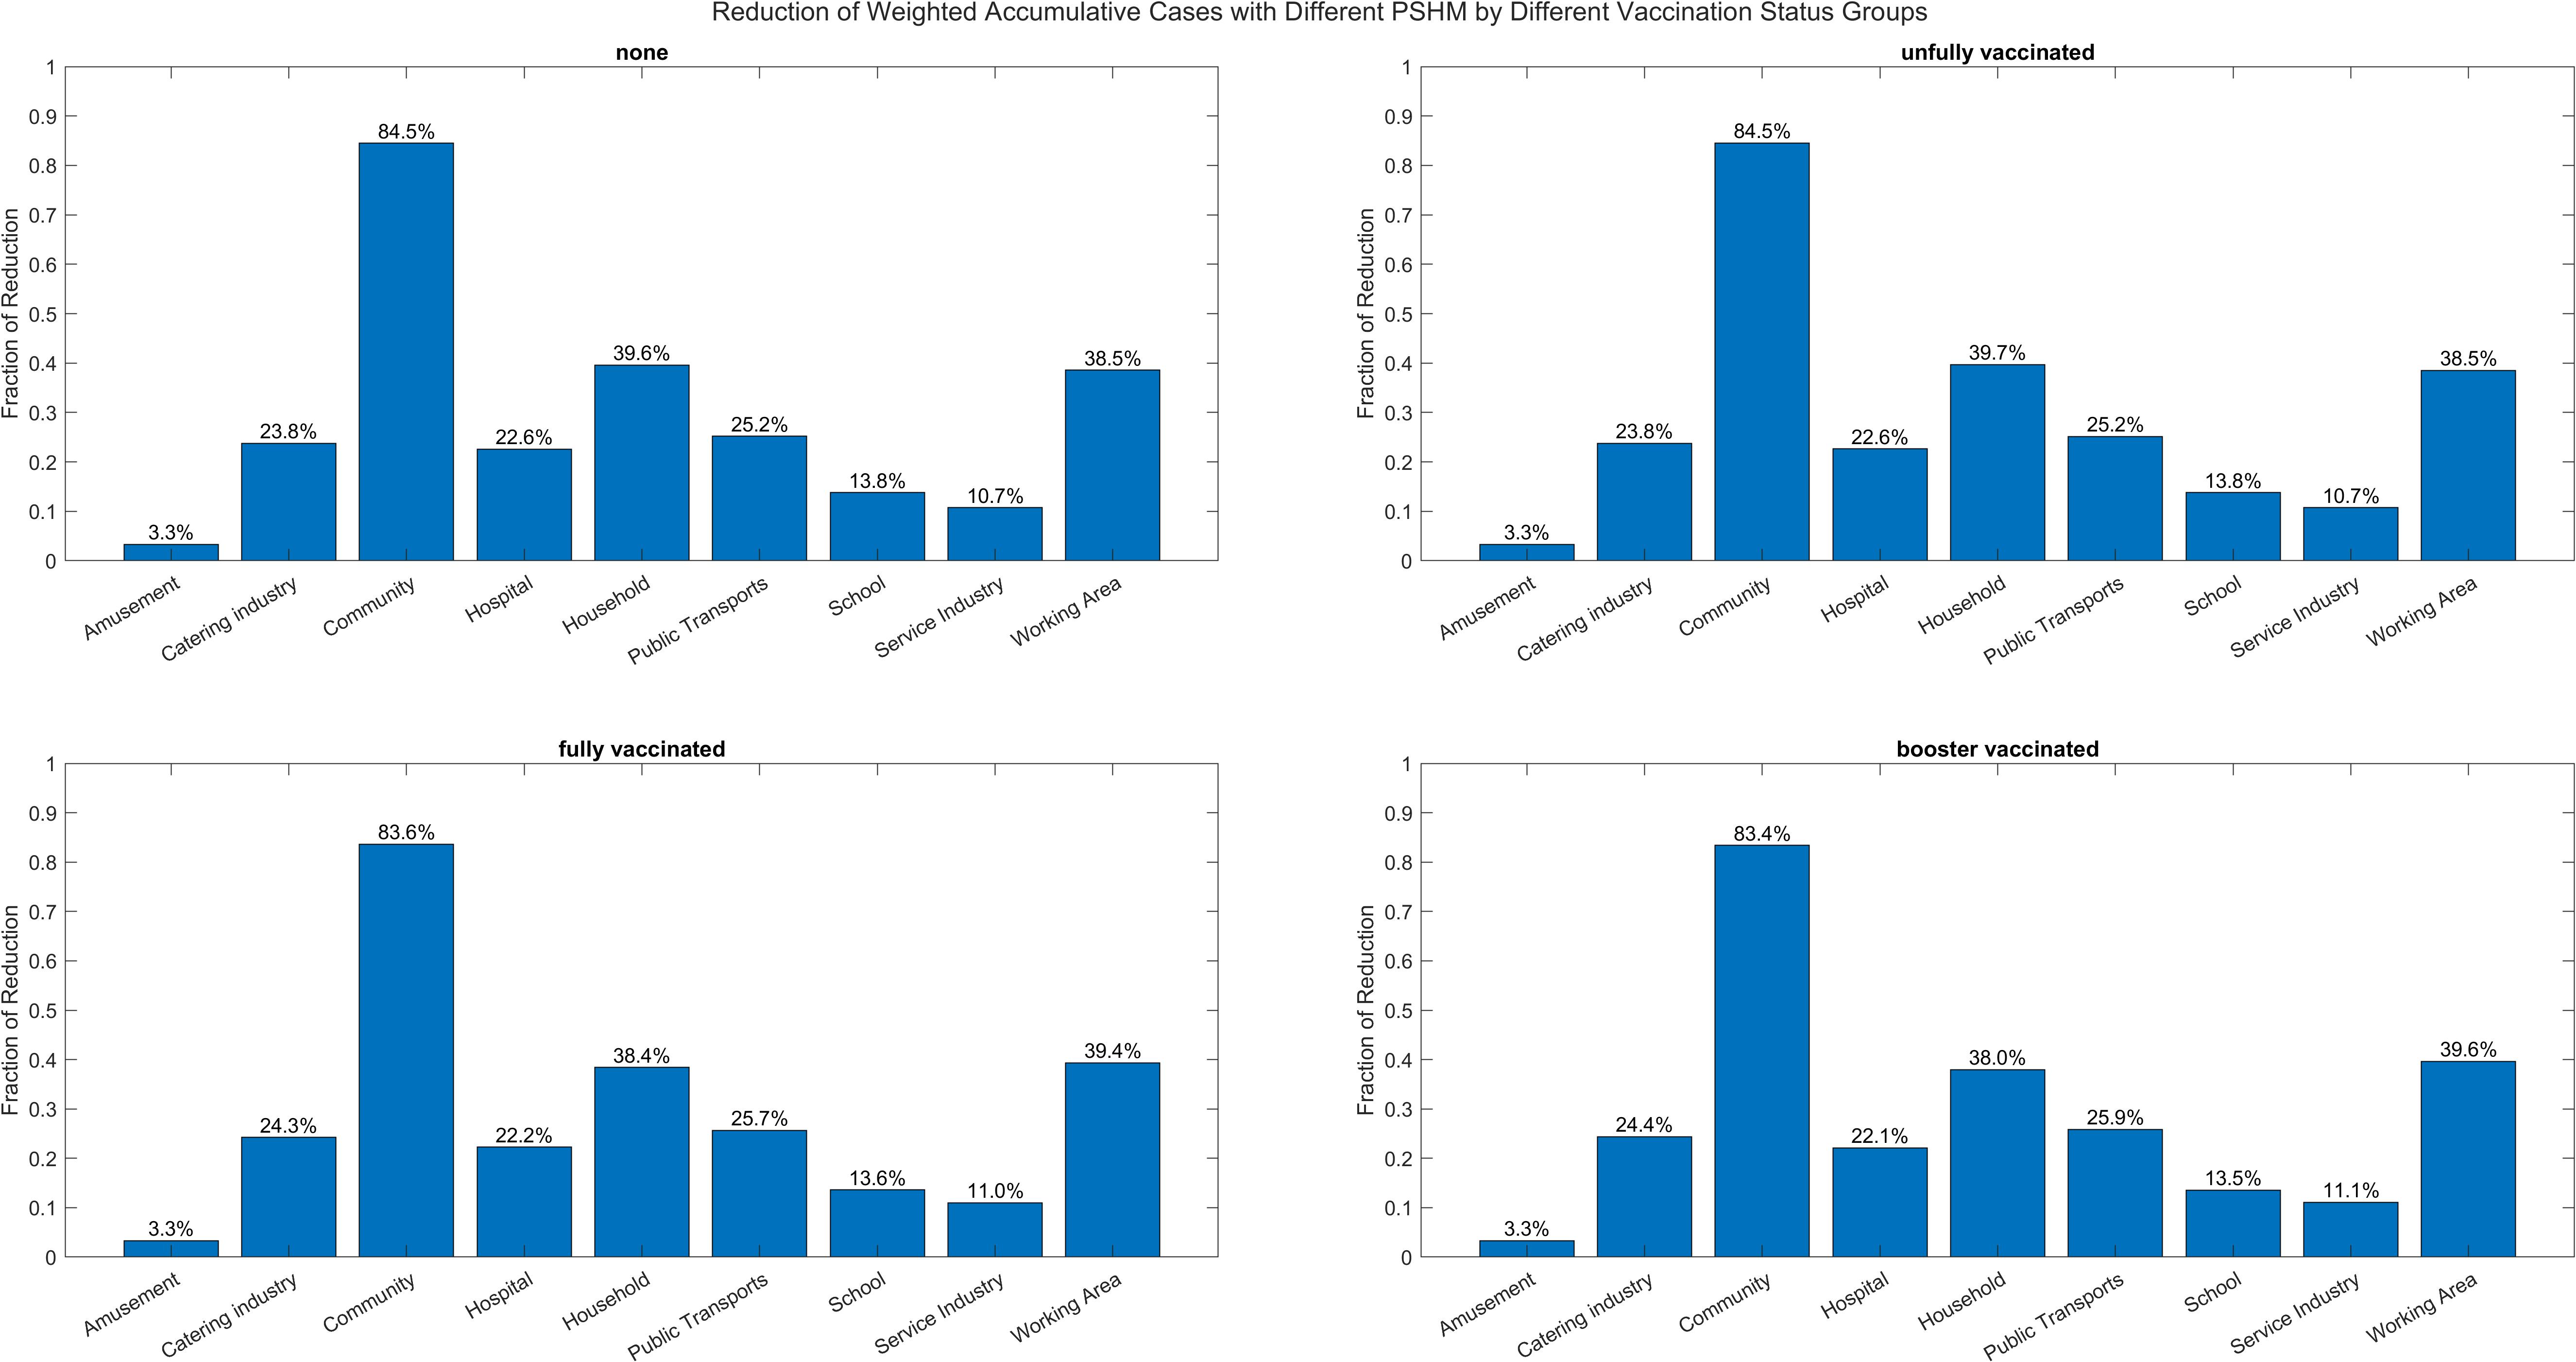 Reduction of Weighted Accumulative Cases with Different PSHM by Different Vaccination Status Groups
none
Fraction of Reduction
1
0.9
0.8
0.7
0.6
0.5
0.4
0.3
0.2
0.1
0
3.3%
23.8%
84.5%
22.6%
39.6%
25.2%
13.8%
10.7%
38.5%
Amusement
Catering industry
Community
Hospital
Household
Public Transports
School
Service Industry
Working Area
unfully vaccinated
Fraction of Reduction
1
0.9
0.8
0.7
0.6
0.5
0.4
0.3
0.2
0.1
0
3.3%
23.8%
84.5%
22.6%
39.7%
25.2%
13.8%
10.7%
38.5%
Amusement
Catering industry
Community
Hospital
Household
Public Transports
School
Service Industry
Working Area
fully vaccinated
Fraction of Reduction
1
0.9
0.8
0.7
0.6
0.5
0.4
0.3
0.2
0.1
0
3.3%
24.3%
83.6%
22.2%
38.4%
25.7%
13.6%
11.0%
39.4%
Amusement
Catering industry
Community
Hospital
Household
Public Transports
School
Service Industry
Working Area
booster vaccinated
Fraction of Reduction
1
0.9
0.8
0.7
0.6
0.5
0.4
0.3
0.2
0.1
0
3.3%
24.4%
83.4%
22.1%
38.0%
25.9%
13.5%
11.1%
39.6%
Amusement
Catering industry
Community
Hospital
Household
Public Transports
School
Service Industry
Working Area